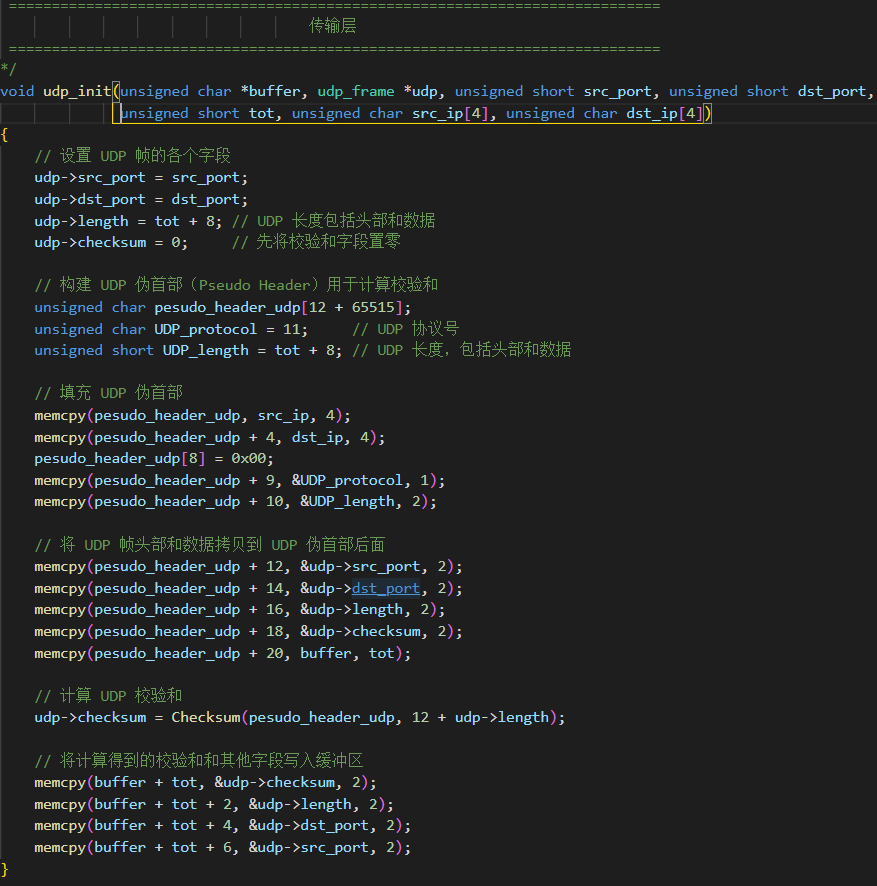 ===========================================================================
传输层
===========================================================================
*/
void udp_init(unsigned char *buffer, udp_frame *udp, unsigned short src_port, unsigned short dst_port,
unsigned short tot, unsigned char src_ip[4], unsigned char dst_ip[4])
{
// 设置 UDP 帧的各个字段
udp->src_port = src_port;
udp->dst_port = dst_port;
udp->length = tot + 8; // UDP 长度包括头部和数据
udp->checksum = 0;     // 先将校验和字段置零
// 构建 UDP 伪首部（Pseudo Header）用于计算校验和
unsigned char pesudo_header_udp[12 + 65515];
unsigned char UDP_protocol = 11;     // UDP 协议号
unsigned short UDP_length = tot + 8; // UDP 长度，包括头部和数据
// 填充 UDP 伪首部
memcpy(pesudo_header_udp, src_ip, 4);
memcpy(pesudo_header_udp + 4, dst_ip, 4);
pesudo_header_udp[8] = 0x00;
memcpy(pesudo_header_udp + 9, &UDP_protocol, 1);
memcpy(pesudo_header_udp + 10, &UDP_length, 2);
// 将 UDP 帧头部和数据拷贝到 UDP 伪首部后面
memcpy(pesudo_header_udp + 12, &udp->src_port, 2);
memcpy(pesudo_header_udp + 14, &udp->dst_port, 2);
memcpy(pesudo_header_udp + 16, &udp->length, 2);
memcpy(pesudo_header_udp + 18, &udp->checksum, 2);
memcpy(pesudo_header_udp + 20, buffer, tot);
// 计算 UDP 校验和
udp->checksum = Checksum(pesudo_header_udp, 12 + udp->length);
// 将计算得到的校验和和其他字段写入缓冲区
memcpy(buffer + tot, &udp->checksum, 2);
memcpy(buffer + tot + 2, &udp->length, 2);
memcpy(buffer + tot + 4, &udp->dst_port, 2);
memcpy(buffer + tot + 6, &udp->src_port, 2);
}